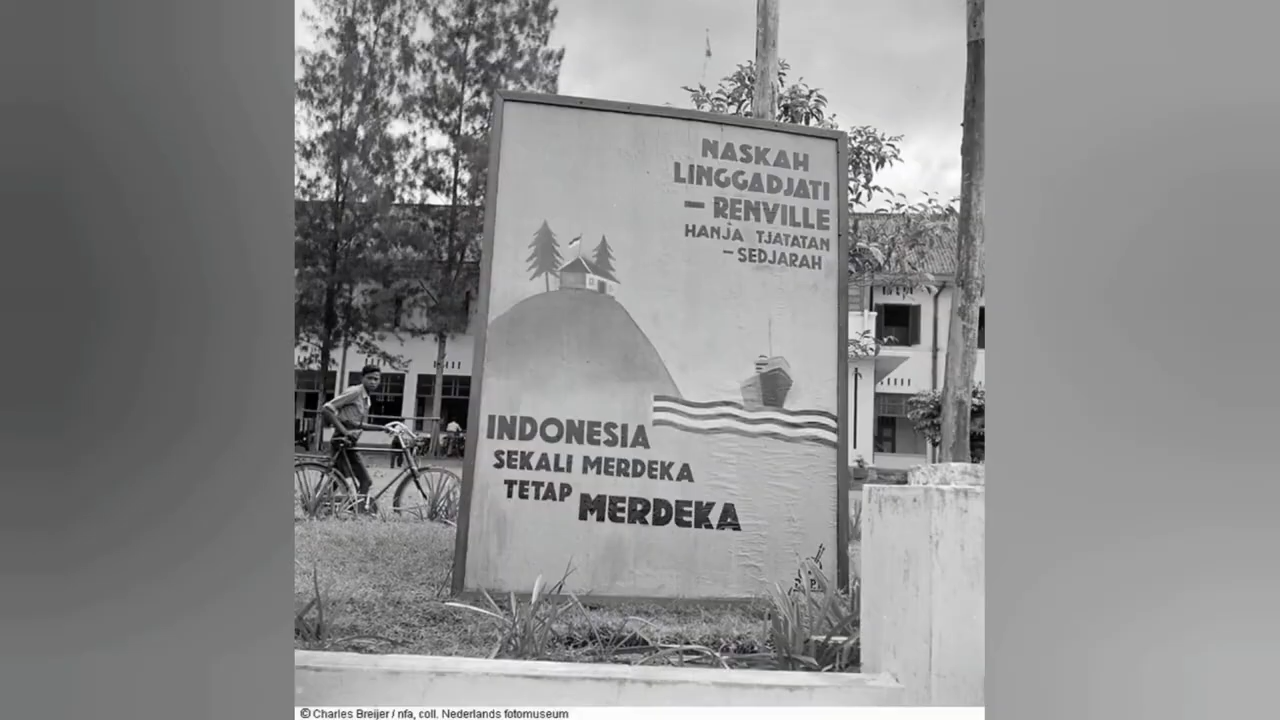 NASKAH
LINGGADJATI
– RENVILLE
HANJA TJATATAN
– SEDJARAH
INDONESIA
SEKALI MERDEKA
TETAP MERDEKA
© Charles Breijer / nfa, coll. Nederlands fotomuseum